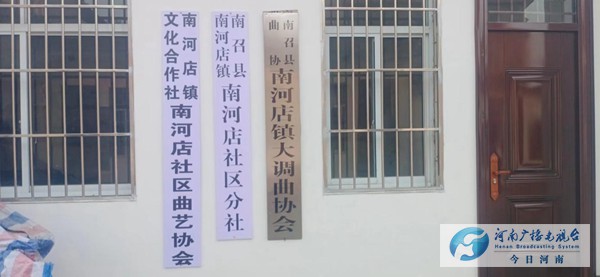 南河店镇
文化合作社
南河店社区曲艺协会
南召县
南河店镇
南河店社区分社
南召县
曲协
南河店镇大调曲协会
河南广播电视台
Henan Broadcasting System
今日河南